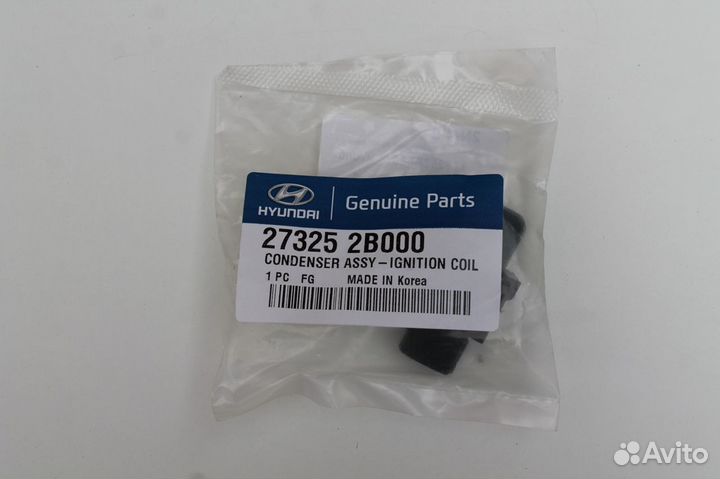 HYUNDAI
Genuine Parts
27325 2B000
CONDENSER ASSY-IGNITION COIL
1 PC FG MADE IN Korea
Avito